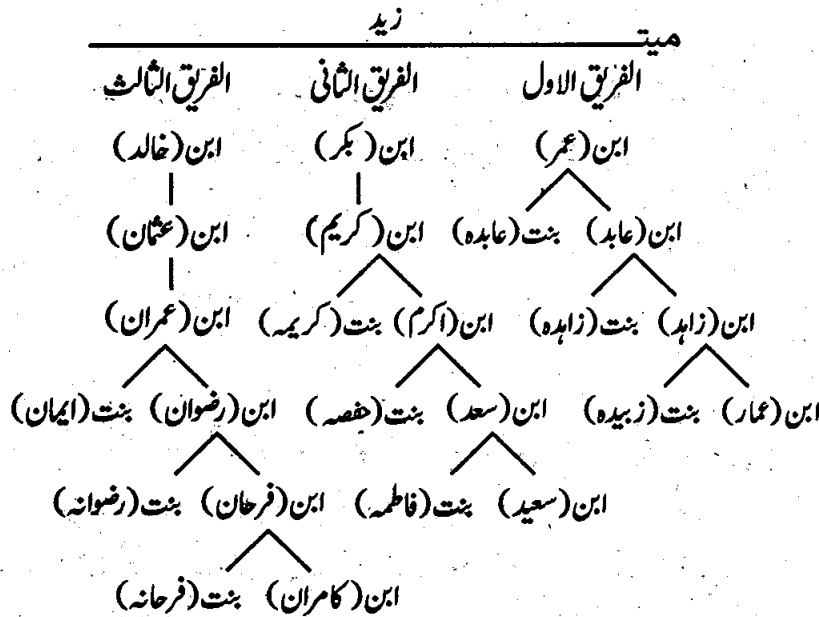 زید
میت
الفریق الاول الفریق الثانی الفریق الثالث
ابن (عمر) ابن (بکر) ابن (خالد)
ابن (عابد) بنت (عابدہ) ابن (کریم) ابن (عثمان)
ابن (زاہد) بنت (زاہدہ) ابن (اکرم) بنت (کریمہ) ابن (عمران)
ابن (عمار) بنت (زبیدہ) ابن (سعد) بنت (حفصہ) ابن (رضوان) بنت (ایمان)
ابن (سعید) بنت (فاطمہ) ابن (فرحان) بنت (رضوانہ)
ابن (کامران) بنت (فرحانہ)